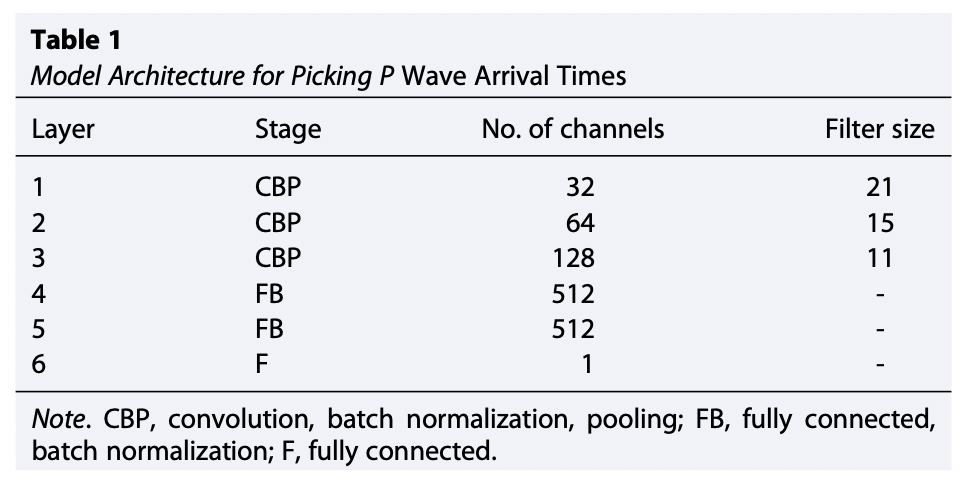 Table 1
Model Architecture for Picking P Wave Arrival Times
Layer Stage No. of channels Filter size
1 CBP 32 21
2 CBP 64 15
3 CBP 128 11
4 FB 512 -
5 FB 512 -
6 F 1 -
Note. CBP, convolution, batch normalization, pooling; FB, fully connected,
batch normalization; F, fully connected.